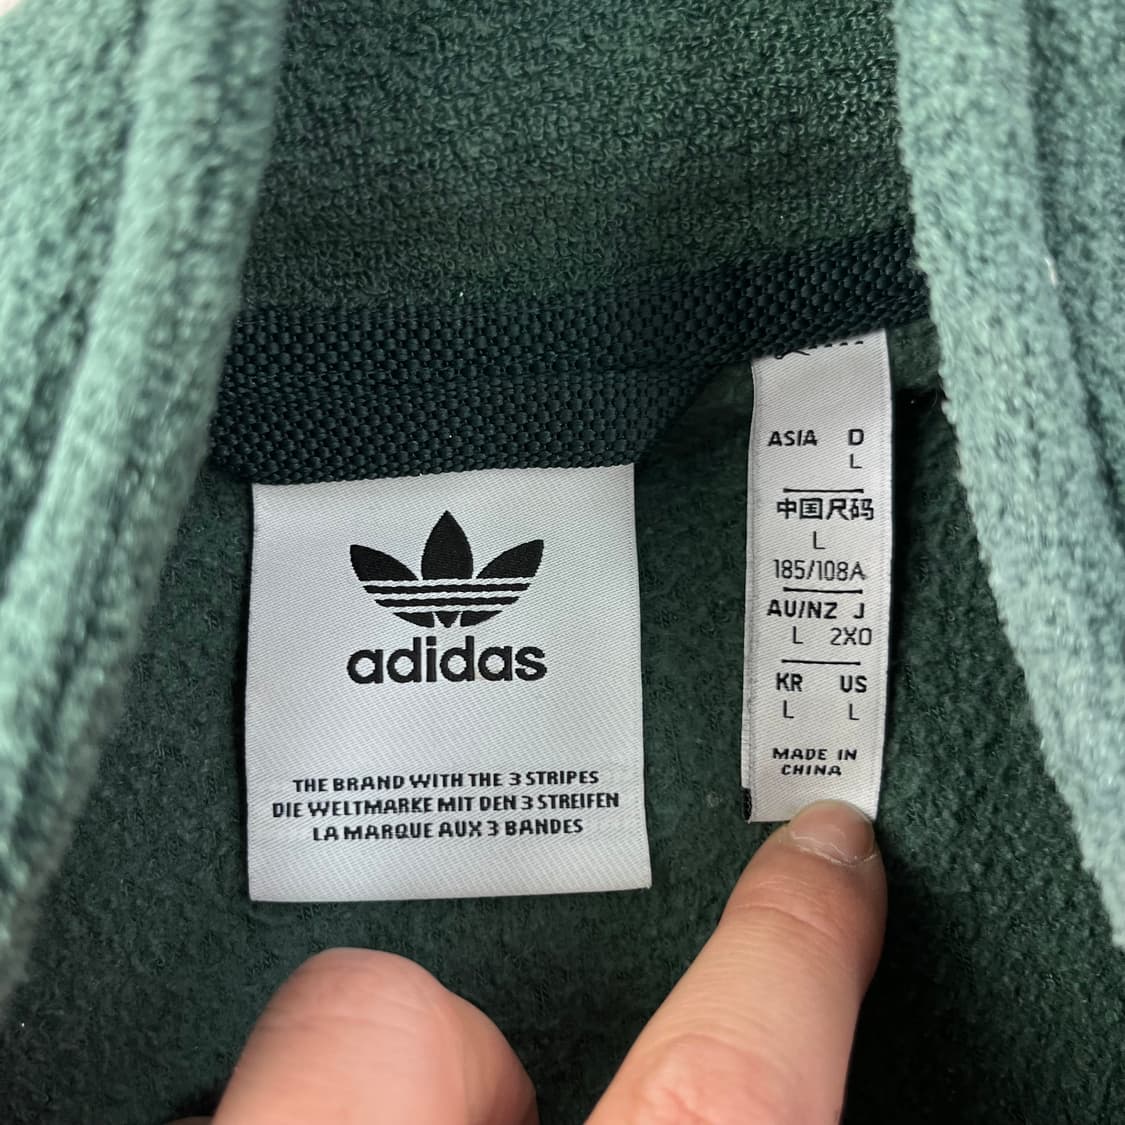 adidas
THE BRAND WITH THE 3 STRIPES
DIE WELTMARKE MIT DEN 3 STREIFEN
LA MARQUE AUX 3 BANDES
ASIA D
L
中国尺码
L
185/108A
AU/NZ J
L 2XO
KR US
L L
MADE IN
CHINA